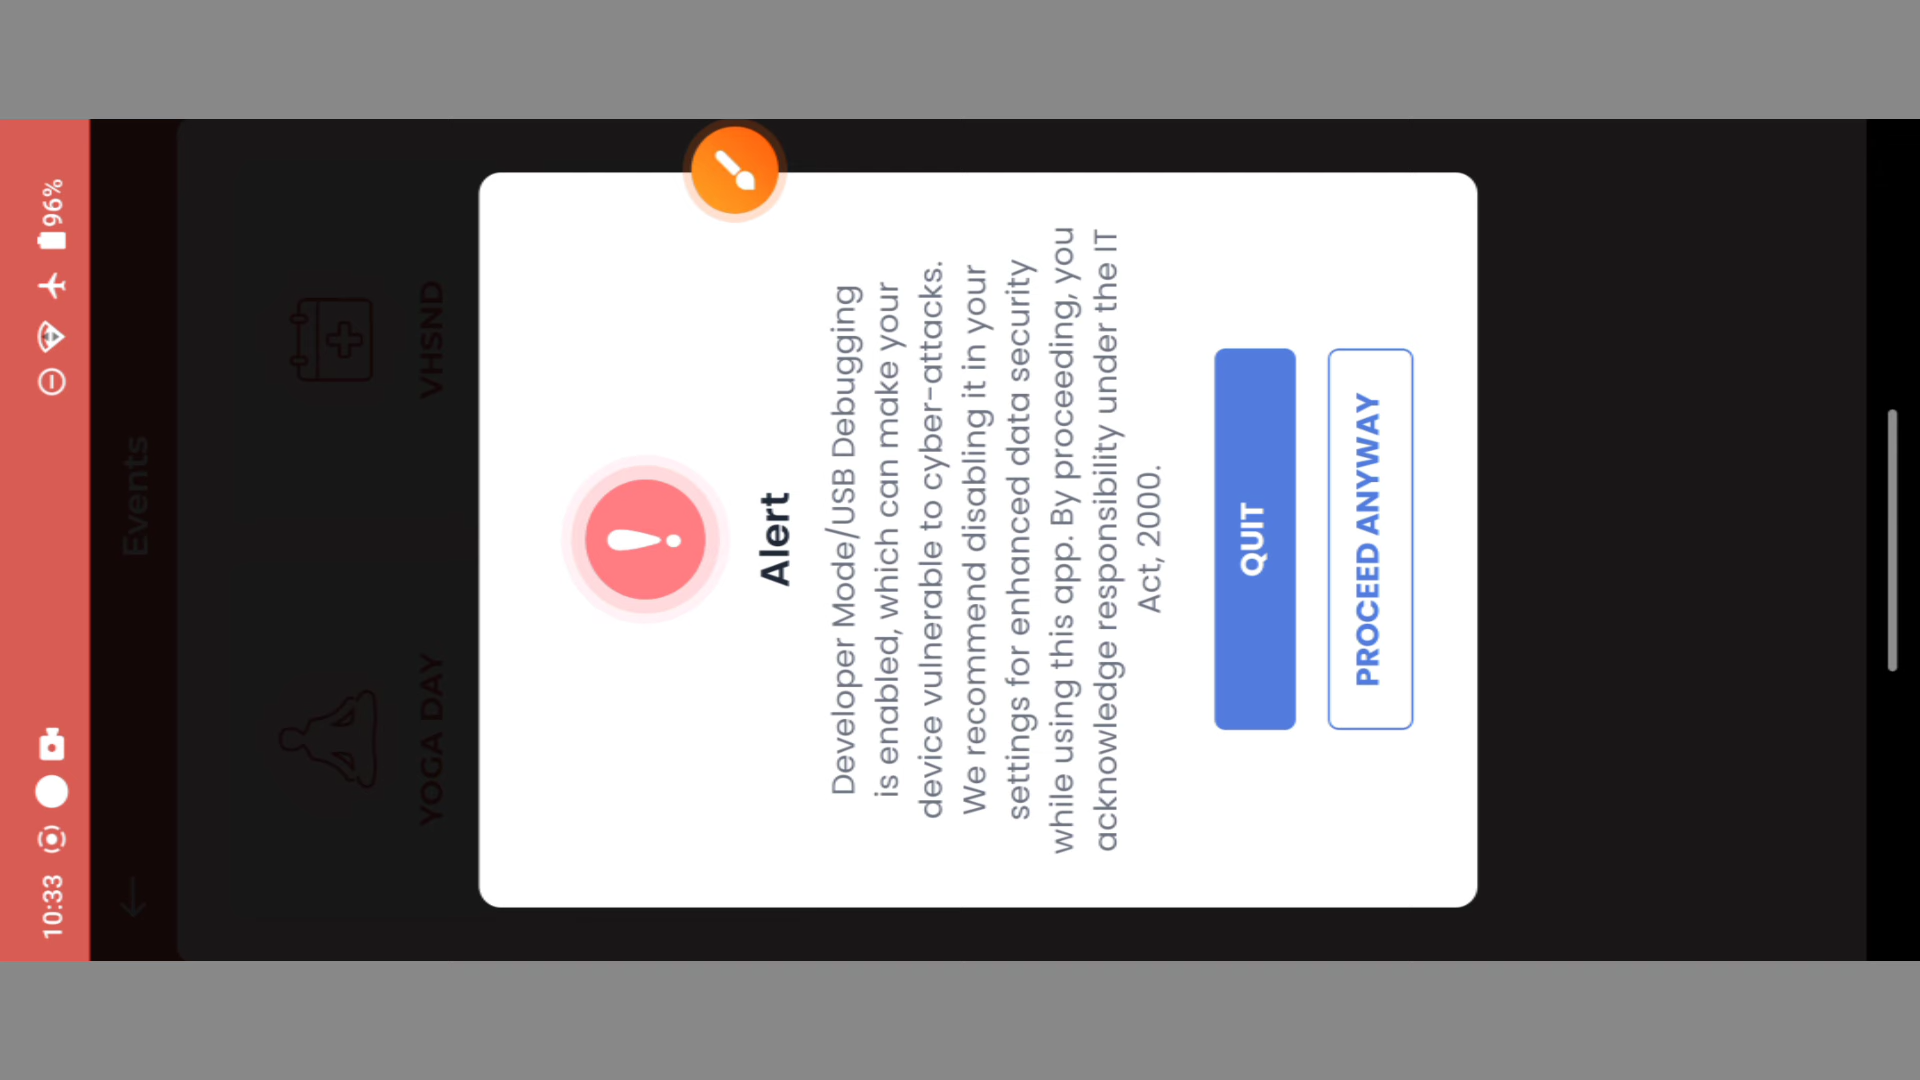 10:33
96%
Events
YOGA DAY
VHSND
Alert
Developer Mode/USB Debugging
is enabled, which can make your
device vulnerable to cyber-attacks.
We recommend disabling it in your
settings for enhanced data security
while using this app. By proceeding, you
acknowledge responsibility under the IT
Act, 2000.
QUIT
PROCEED ANYWAY